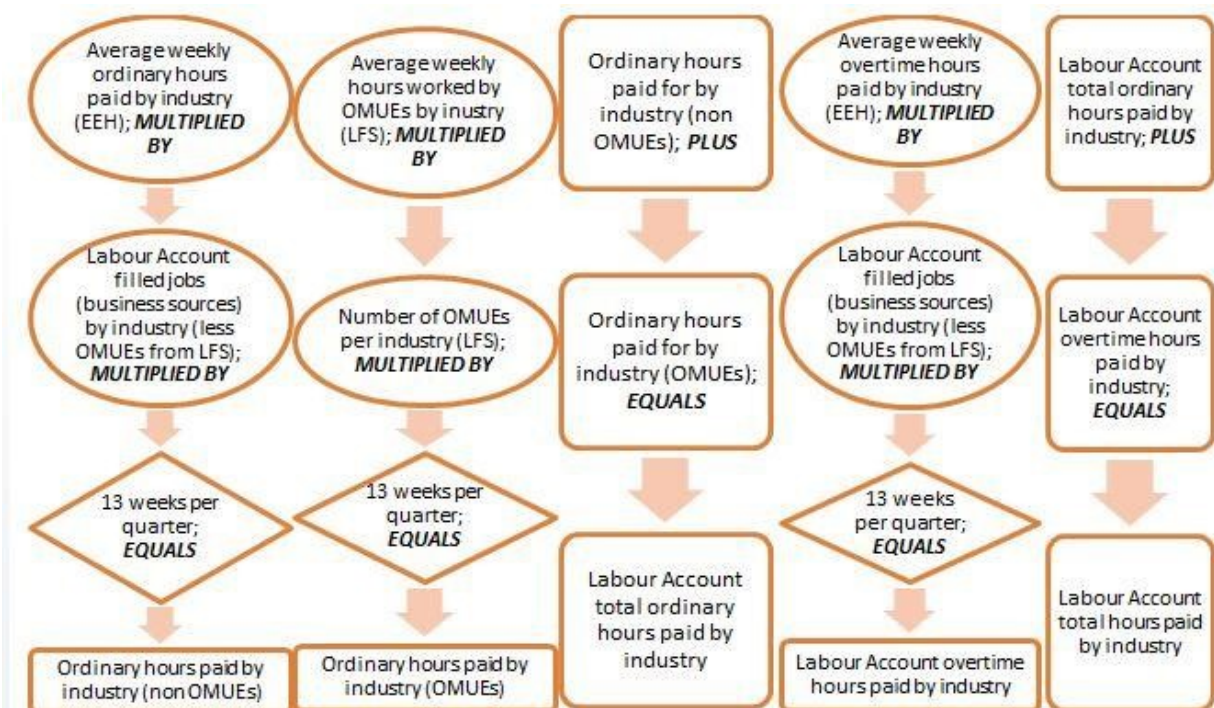 Average weekly
ordinary hours
paid by industry
(EEH); MULTIPLIED
BY
Labour Account
filled jobs
(business sources)
by industry (less
OMUEs from LFS);
MULTIPLIED BY
13 weeks per
quarter;
EQUALS
Ordinary hours paid by
industry (non OMUEs)
Average weekly
hours worked by
OMUEs by inustry
(LFS); MULTIPLIED
BY
Number of OMUEs
per industry (LFS);
MULTIPLIED BY
13 weeks per
quarter;
EQUALS
Ordinary hours paid by
industry (OMUEs)
Ordinary hours
paid for by
industry (non
OMUEs); PLUS
Ordinary hours
paid for by
industry (OMUEs);
EQUALS
Labour Account
total ordinary
hours paid by
industry
Average weekly
overtime hours
paid by industry
(EEH); MULTIPLIED
BY
Labour Account
filled jobs
(business sources)
by industry (less
OMUEs from LFS);
MULTIPLIED BY
13 weeks
per quarter;
EQUALS
Labour Account overtime
hours paid by industry
Labour Account
total ordinary
hours paid by
industry; PLUS
Labour Account
overtime hours
paid by
industry;
EQUALS
Labour Account
total hours paid
by industry